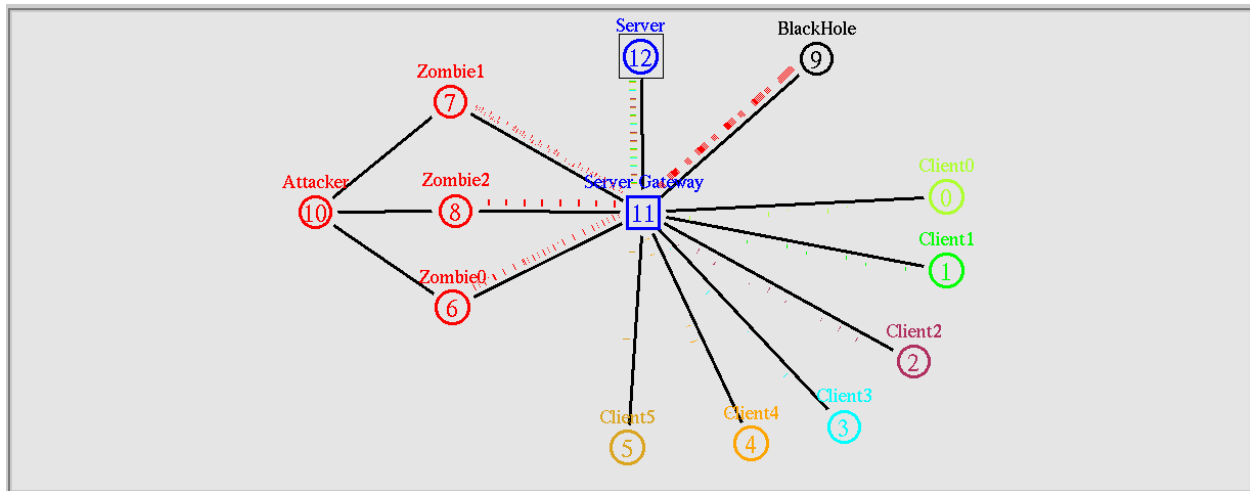 Server
12
BlackHole
9
Zombie1
7
Attacker
10
Zombie2
8
Server Gateway
11
Client0
0
Client1
1
Zombie0
6
Client2
2
Client3
3
Client4
4
Client5
5